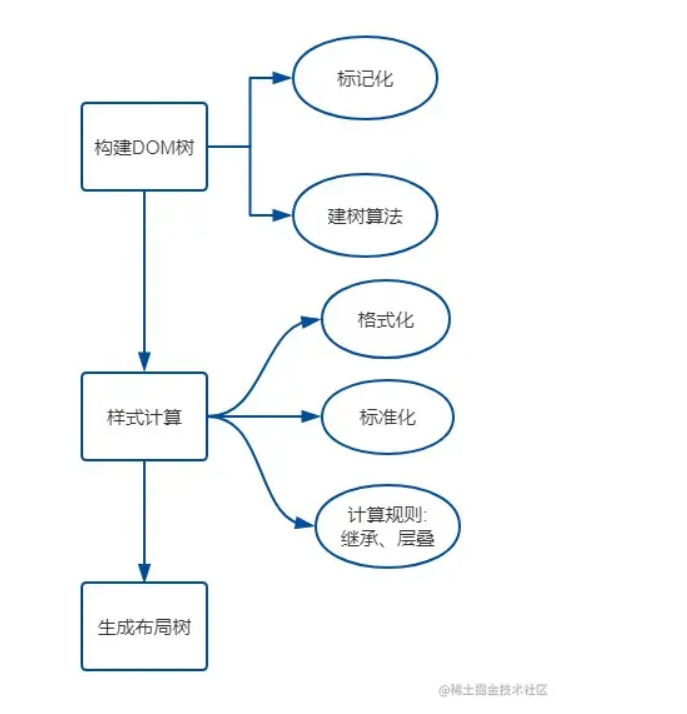 标记化
构建DOM树
建树算法
格式化
样式计算
标准化
计算规则:
继承、层叠
生成布局树
@稀土掘金技术社区